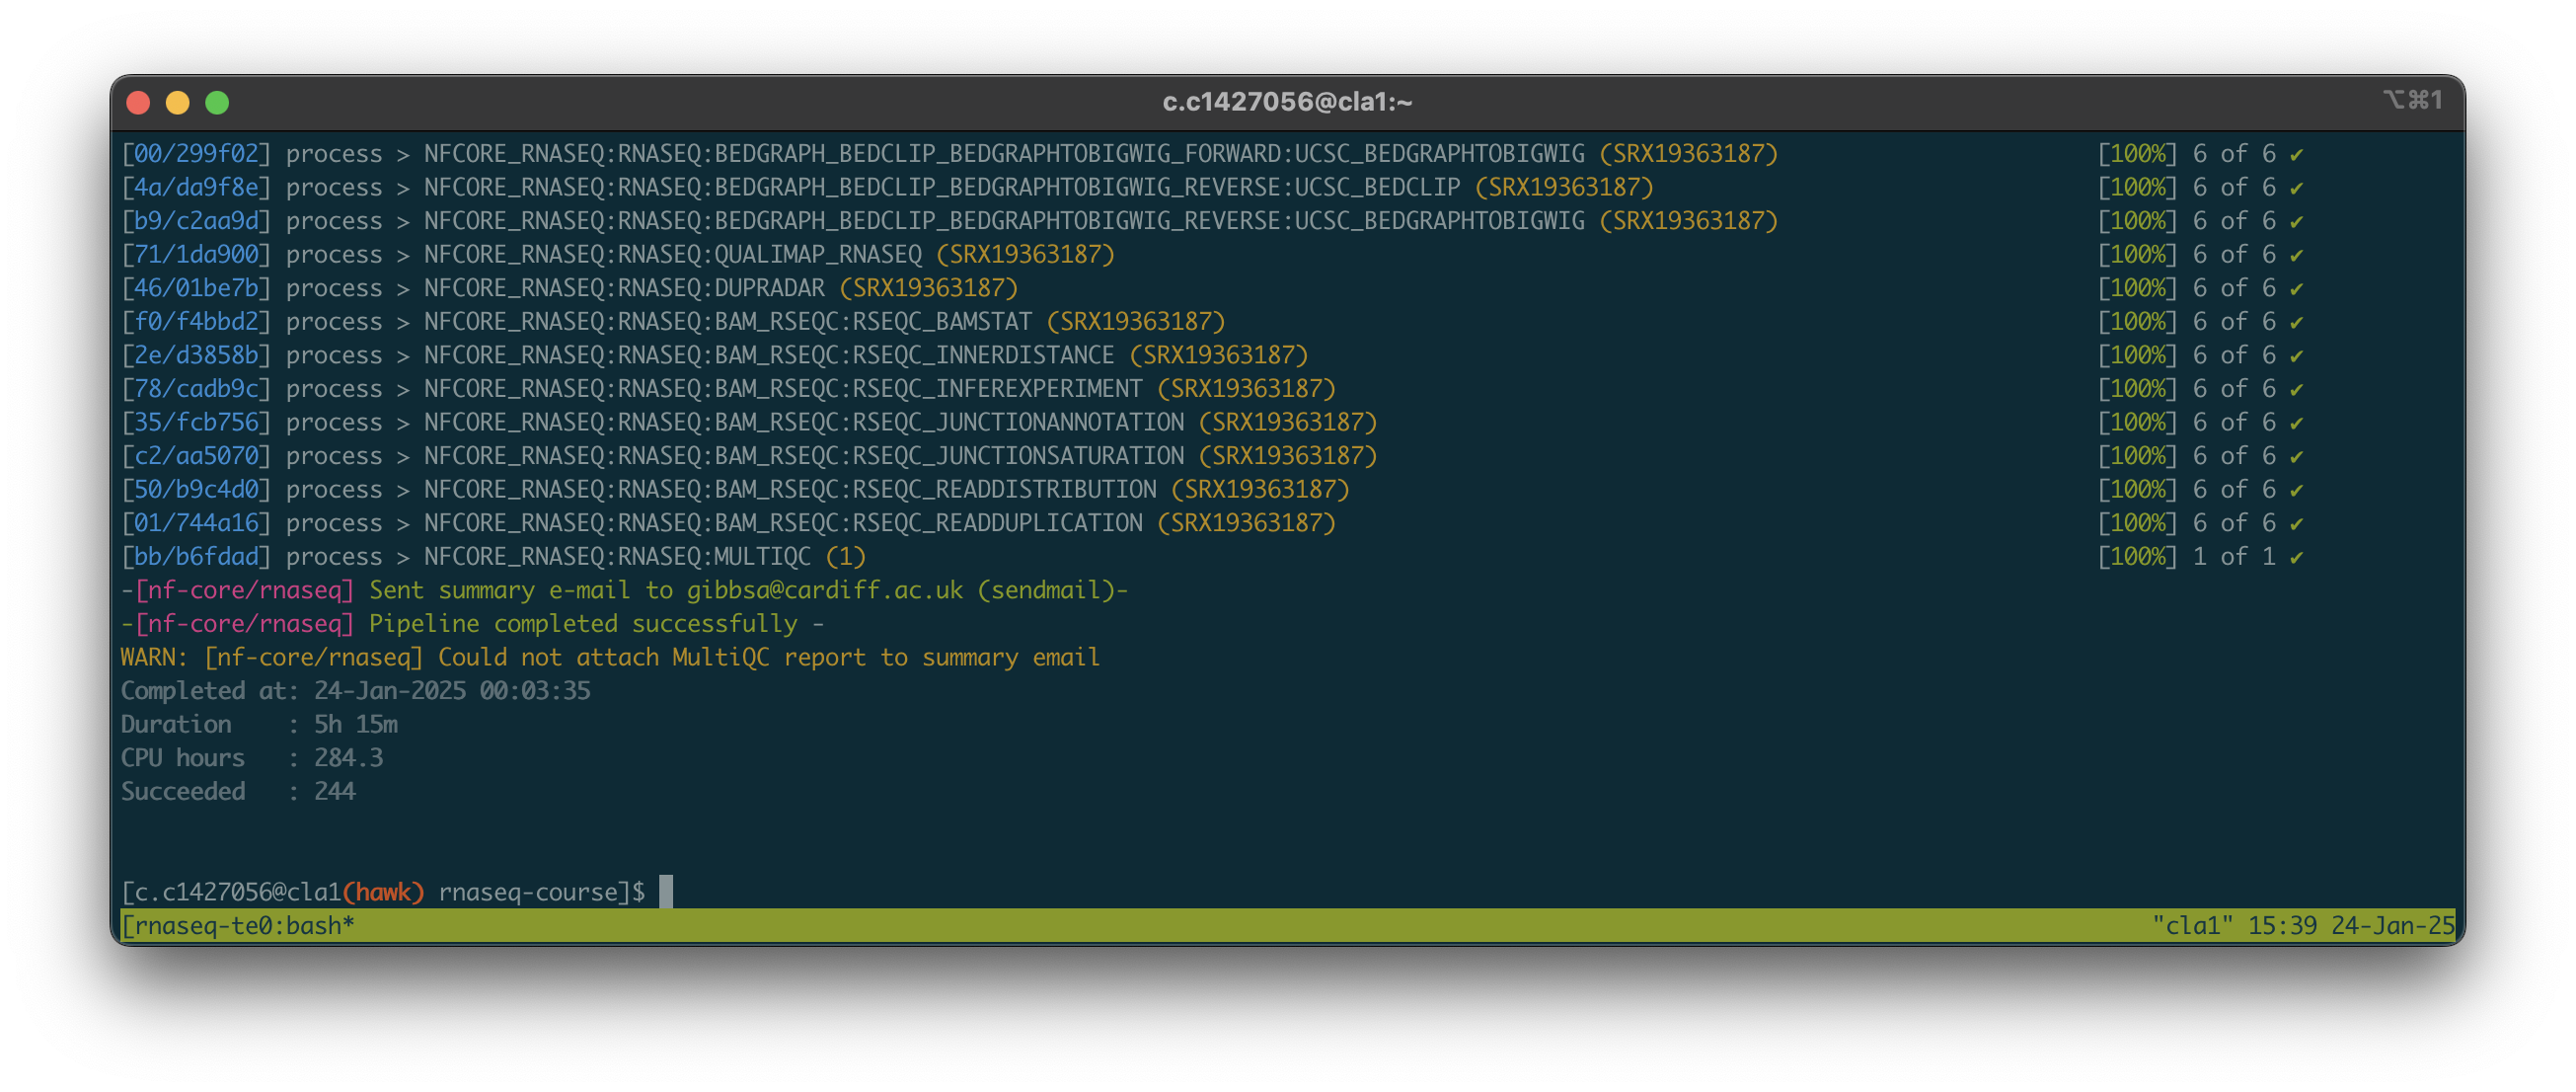 c.c1427056@cla1:~
⌥⌘1
[00/299f02] process > NFCORE_RNASEQ:RNASEQ:BEDGRAPH_BEDCLIP_BEDGRAPHTOBIGWIG_FORWARD:UCSC_BEDGRAPHTOBIGWIG (SRX19363187) [100%] 6 of 6 ✔
[4a/da9f8e] process > NFCORE_RNASEQ:RNASEQ:BEDGRAPH_BEDCLIP_BEDGRAPHTOBIGWIG_REVERSE:UCSC_BEDCLIP (SRX19363187) [100%] 6 of 6 ✔
[b9/c2aa9d] process > NFCORE_RNASEQ:RNASEQ:BEDGRAPH_BEDCLIP_BEDGRAPHTOBIGWIG_REVERSE:UCSC_BEDGRAPHTOBIGWIG (SRX19363187) [100%] 6 of 6 ✔
[71/1da900] process > NFCORE_RNASEQ:RNASEQ:QUALIMAP_RNASEQ (SRX19363187) [100%] 6 of 6 ✔
[46/01be7b] process > NFCORE_RNASEQ:RNASEQ:DUPRADAR (SRX19363187) [100%] 6 of 6 ✔
[f0/f4bbd2] process > NFCORE_RNASEQ:RNASEQ:BAM_RSEQC:RSEQC_BAMSTAT (SRX19363187) [100%] 6 of 6 ✔
[2e/d3858b] process > NFCORE_RNASEQ:RNASEQ:BAM_RSEQC:RSEQC_INNERDISTANCE (SRX19363187) [100%] 6 of 6 ✔
[78/cadb9c] process > NFCORE_RNASEQ:RNASEQ:BAM_RSEQC:RSEQC_INFEREXPERIMENT (SRX19363187) [100%] 6 of 6 ✔
[35/fcb756] process > NFCORE_RNASEQ:RNASEQ:BAM_RSEQC:RSEQC_JUNCTIONANNOTATION (SRX19363187) [100%] 6 of 6 ✔
[c2/aa5070] process > NFCORE_RNASEQ:RNASEQ:BAM_RSEQC:RSEQC_JUNCTIONSATURATION (SRX19363187) [100%] 6 of 6 ✔
[50/b9c4d0] process > NFCORE_RNASEQ:RNASEQ:BAM_RSEQC:RSEQC_READDISTRIBUTION (SRX19363187) [100%] 6 of 6 ✔
[01/744a16] process > NFCORE_RNASEQ:RNASEQ:BAM_RSEQC:RSEQC_READDUPLICATION (SRX19363187) [100%] 6 of 6 ✔
[bb/b6fdad] process > NFCORE_RNASEQ:RNASEQ:MULTIQC (1) [100%] 1 of 1 ✔
-[nf-core/rnaseq] Sent summary e-mail to gibbsa@cardiff.ac.uk (sendmail)-
-[nf-core/rnaseq] Pipeline completed successfully -
WARN: [nf-core/rnaseq] Could not attach MultiQC report to summary email
Completed at: 24-Jan-2025 00:03:35
Duration    : 5h 15m
CPU hours   : 284.3
Succeeded   : 244
[c.c1427056@cla1(hawk) rnaseq-course]$
[rnaseq-te0:bash* "cla1" 15:39 24-Jan-25